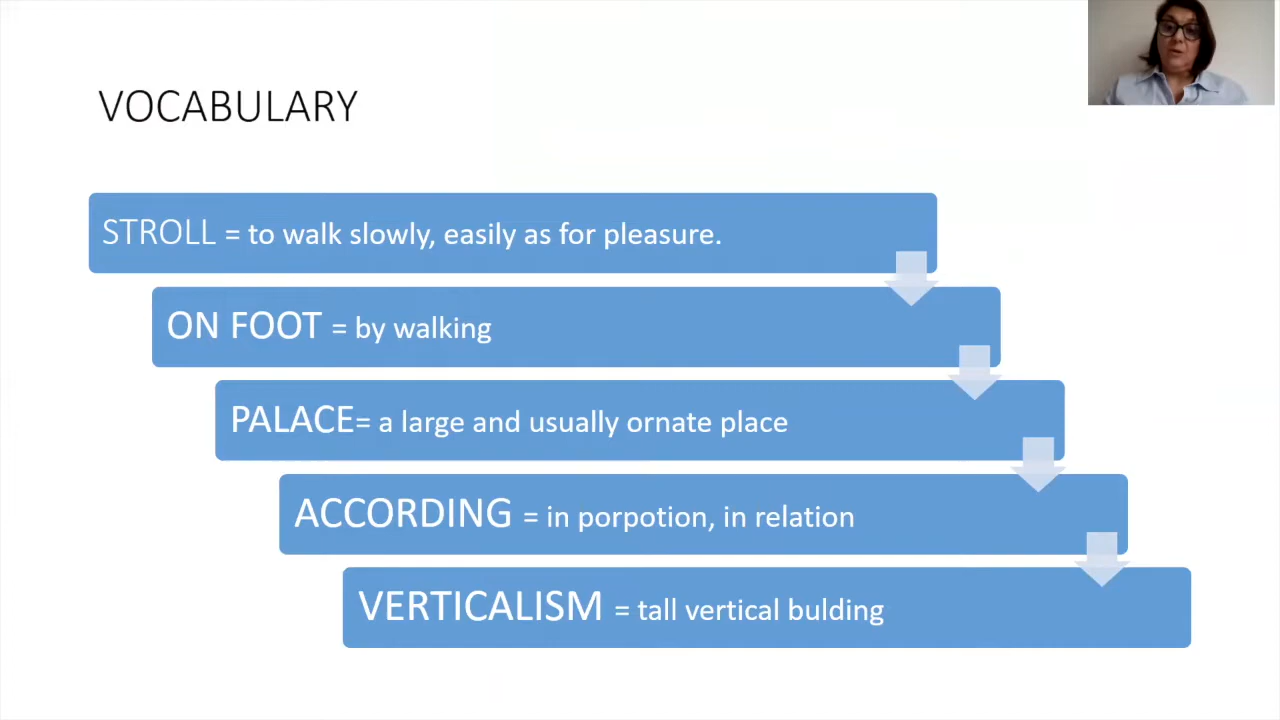 VOCABULARY
STROLL = to walk slowly, easily as for pleasure.
ON FOOT = by walking
PALACE= a large and usually ornate place
ACCORDING = in porpotion, in relation
VERTICALISM = tall vertical bulding